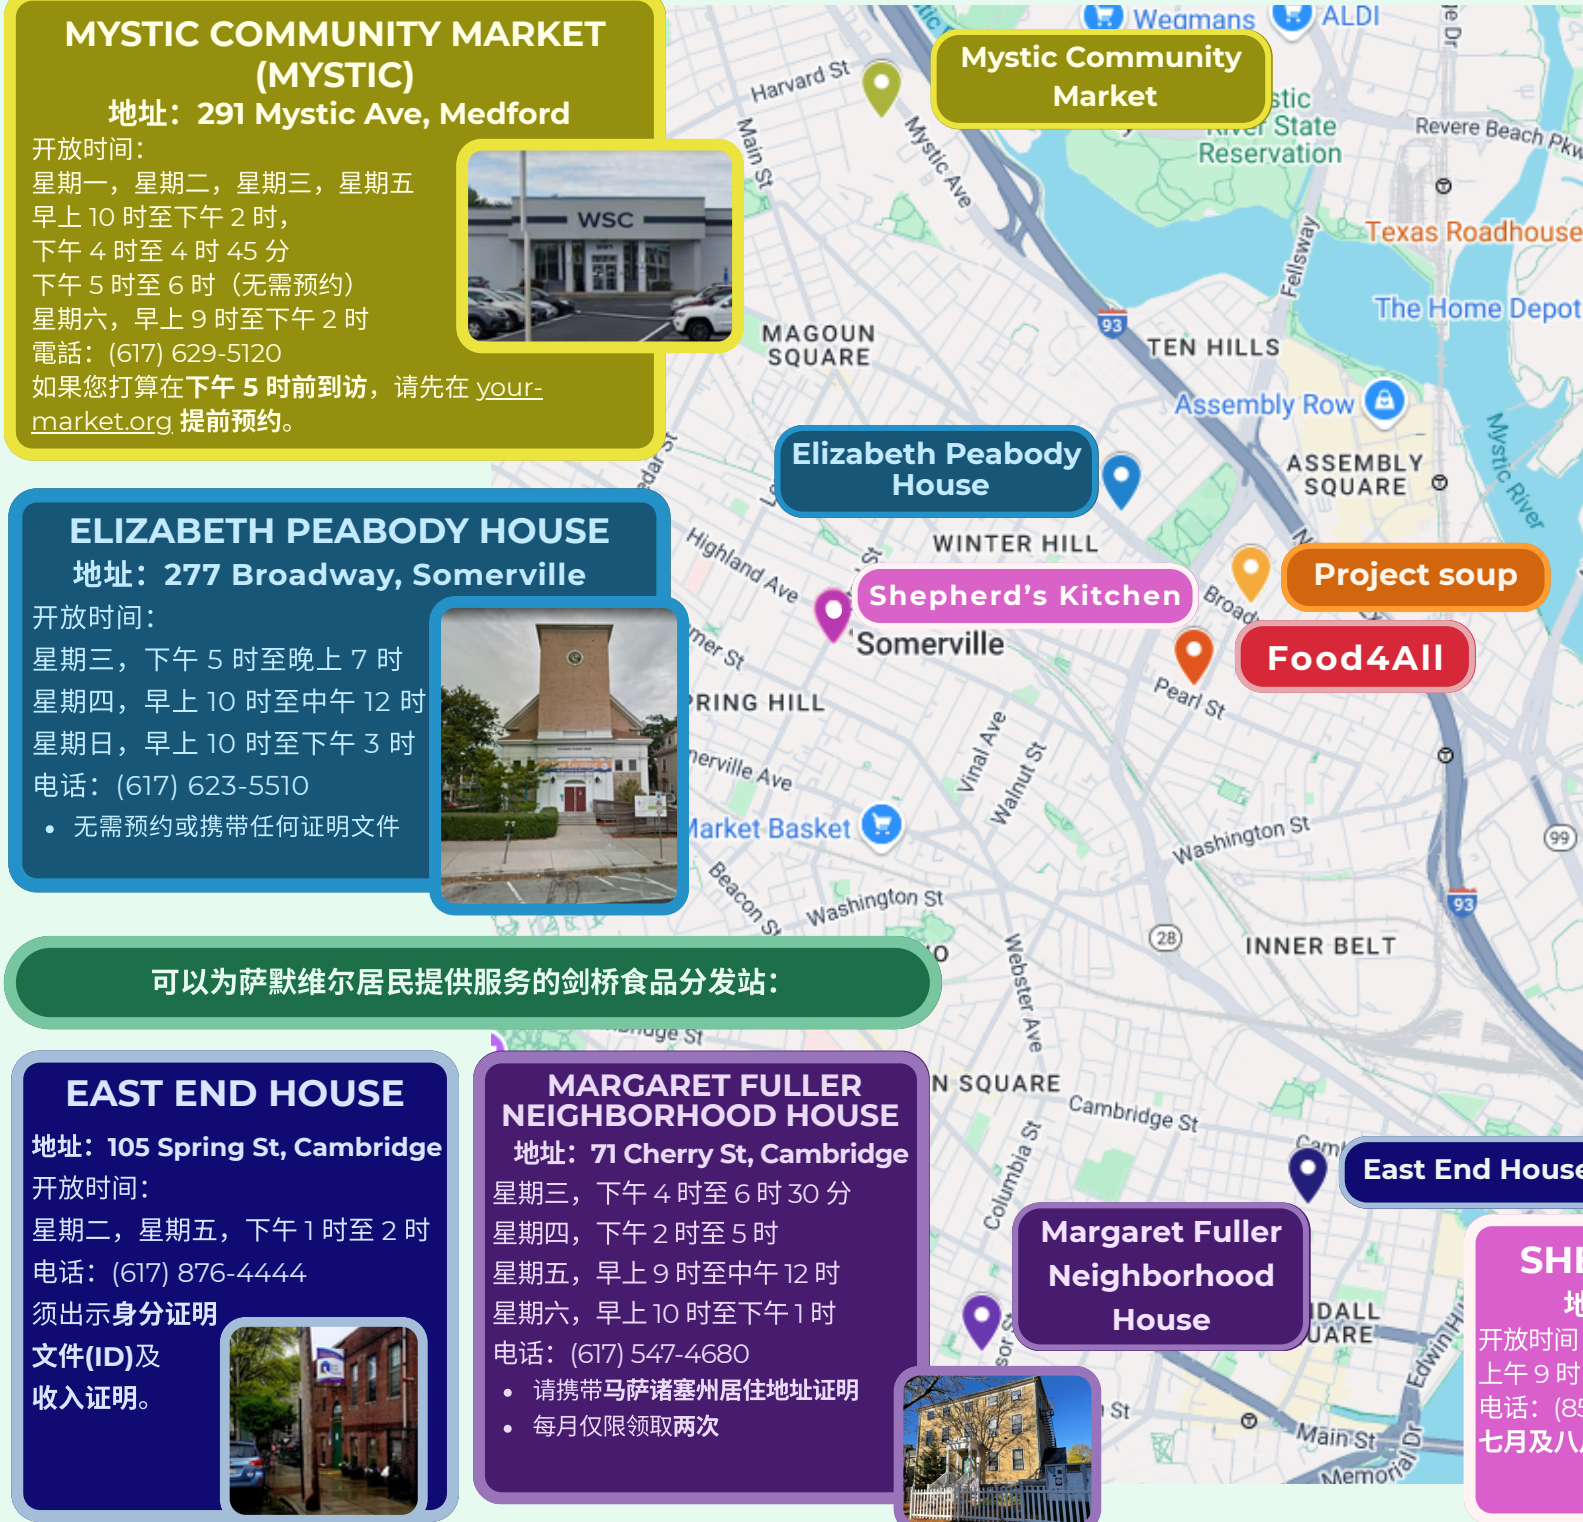 MYSTIC COMMUNITY MARKET
(MYSTIC)
地址：291 Mystic Ave, Medford
开放时间：
星期一，星期二，星期三，星期五
早上 10 时至下午 2 时，
下午 4 时至 4 时 45 分
下午 5 时至 6 时（无需预约）
星期六，早上 9 时至下午 2 时
電話：(617) 629-5120
如果您打算在下午 5 时前到访，请先在 your-
market.org 提前预约。
WSC
ELIZABETH PEABODY HOUSE
地址：277 Broadway, Somerville
开放时间：
星期三，下午 5 时至晚上 7 时
星期四，早上 10 时至中午 12 时
星期日，早上 10 时至下午 3 时
电话：(617) 623-5510
• 无需预约或携带任何证明文件
可以为萨默维尔居民提供服务的剑桥食品分发站：
EAST END HOUSE
地址：105 Spring St, Cambridge
开放时间：
星期二，星期五，下午 1 时至 2 时
电话：(617) 876-4444
须出示身分证明
文件(ID)及
收入证明。
MARGARET FULLER
NEIGHBORHOOD HOUSE
地址：71 Cherry St, Cambridge
星期三，下午 4 时至 6 时 30 分
星期四，下午 2 时至 5 时
星期五，早上 9 时至中午 12 时
星期六，早上 10 时至下午 1 时
电话：(617) 547-4680
• 请携带马萨诸塞州居住地址证明
• 每月仅限领取两次
Wegmans
ALDI
Mystic Community
Market
Harvard St
Main St
Mystic Ave
River State
Reservation
Revere Beach Pkw
Texas Roadhouse
Fellsway
The Home Depot
93
MAGOUN
SQUARE
TEN HILLS
Assembly Row
Elizabeth Peabody
House
ASSEMBLY
SQUARE
Mystic River
WINTER HILL
Highland Ave
Project soup
Shepherd's Kitchen
Somerville
Food4All
Pearl St
PRING HILL
Vinal Ave
Walnut St
Market Basket
Washington St
99
Beacon St
Washington St
93
28
INNER BELT
Webster Ave
N SQUARE
Cambridge St
Columbia St
East End House
Margaret Fuller
Neighborhood
House
Main St
Memorial Dr
SHE
开放时间
上午 9 时
电话：(85
七月及八